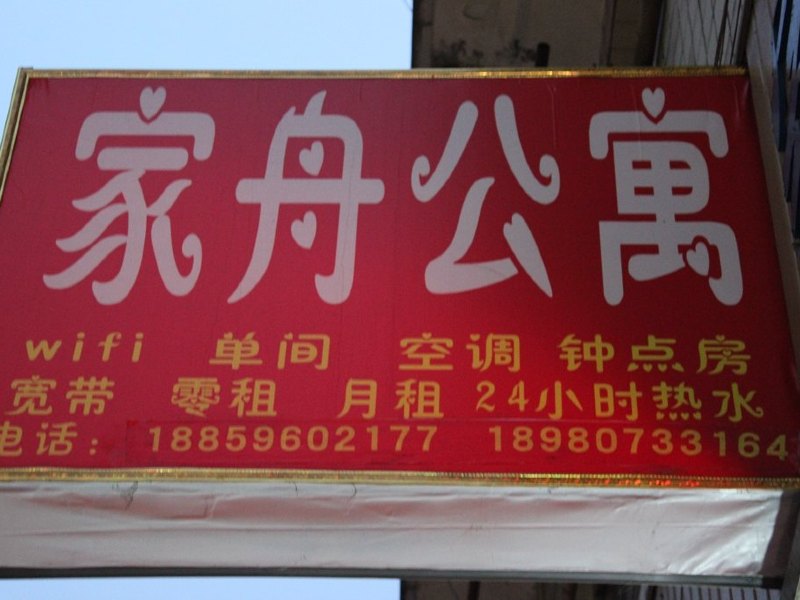 家舟公寓
wifi 单间 空调 钟点房
宽带 零租 月租 24小时热水
电话：18859602177 18980733164